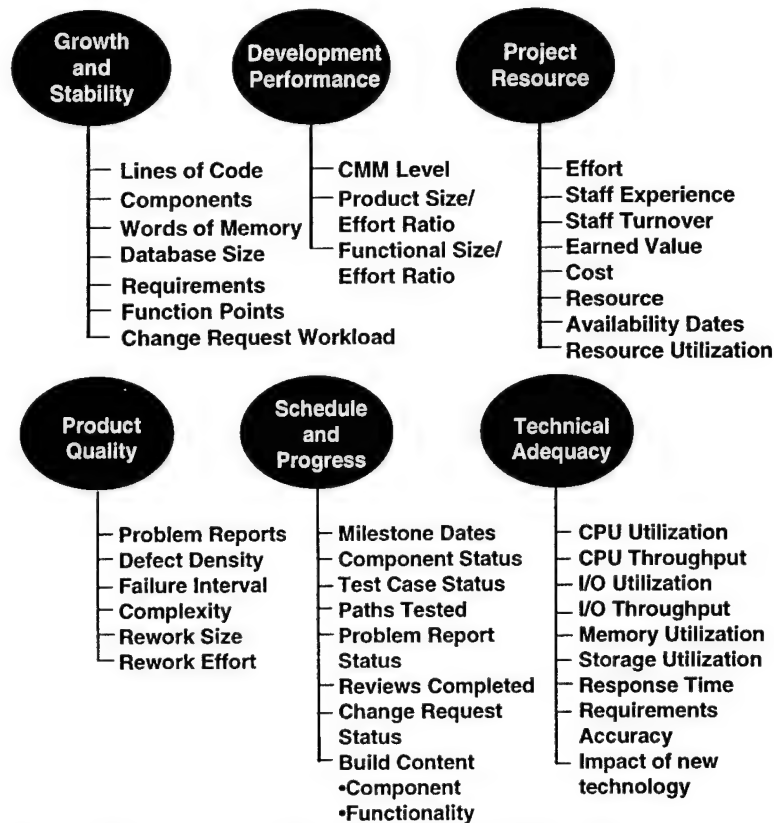 Growth
and
Stability
Lines of Code
Components
Words of Memory
Database Size
Requirements
Function Points
Change Request Workload
Development
Performance
CMM Level
Product Size/
Effort Ratio
Functional Size/
Effort Ratio
Project
Resource
Effort
Staff Experience
Staff Turnover
Earned Value
Cost
Resource
Availability Dates
Resource Utilization
Product
Quality
Problem Reports
Defect Density
Failure Interval
Complexity
Rework Size
Rework Effort
Schedule
and
Progress
Milestone Dates
Component Status
Test Case Status
Paths Tested
Problem Report
Status
Reviews Completed
Change Request
Status
Build Content
•Component
•Functionality
Technical
Adequacy
CPU Utilization
CPU Throughput
I/O Utilization
I/O Throughput
Memory Utilization
Storage Utilization
Response Time
Requirements
Accuracy
Impact of new
technology